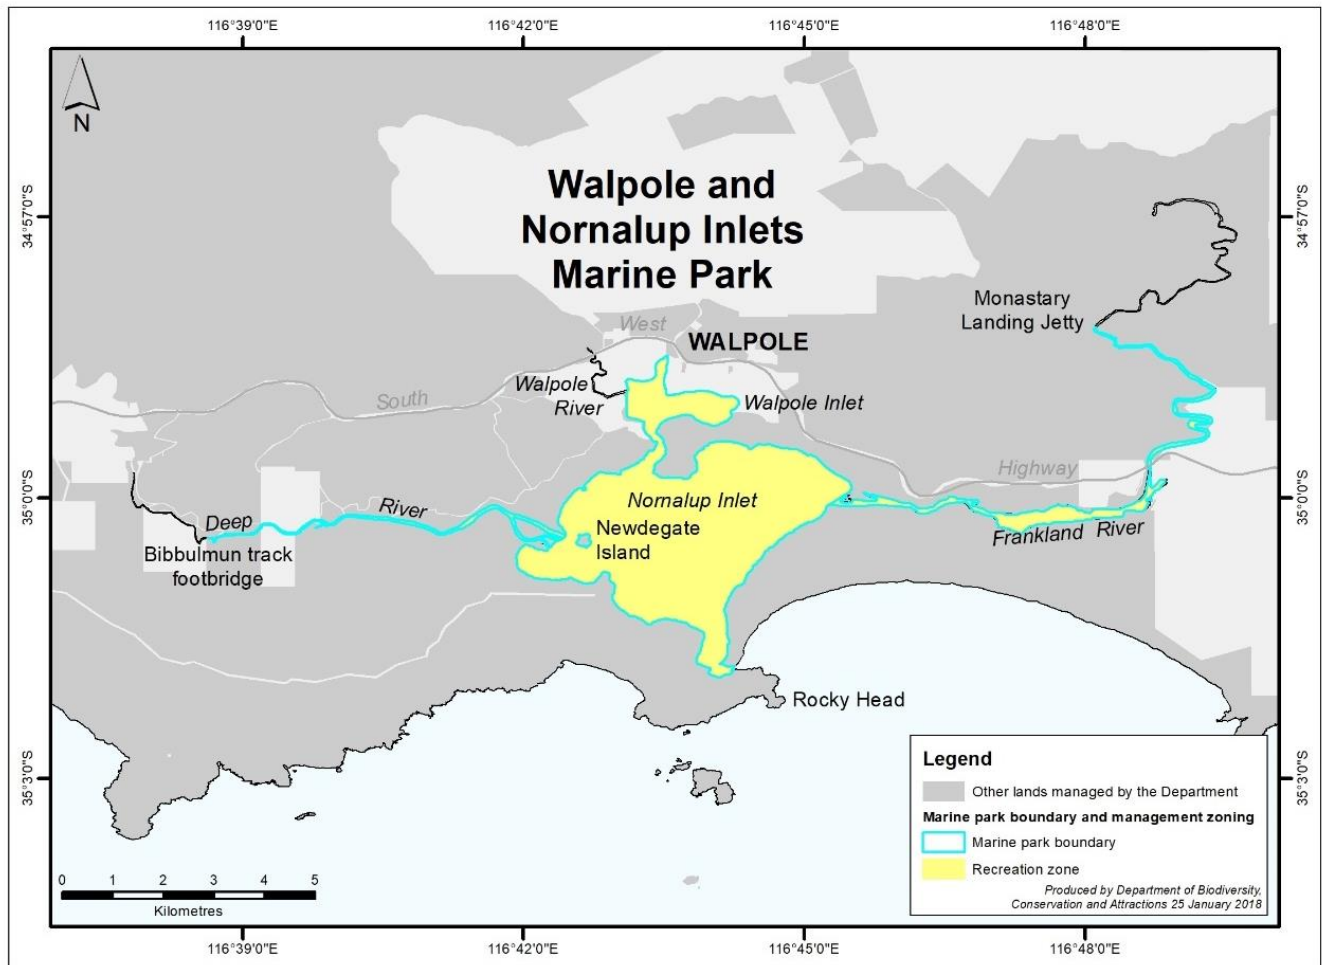 116°39'0"E
116°42'0"E
116°45'0"E
116°48'0"E
N
34°57'0"S
34°57'0"S
Walpole and
Nornalup Inlets
Marine Park
Monastary
Landing Jetty
West
WALPOLE
Walpole
River
South
Walpole Inlet
Highway
35°0'0"S
35°0'0"S
Nornalup Inlet
Deep
River
Newdegate
Island
Frankland River
Bibbulmun track
footbridge
Rocky Head
35°3'0"S
35°3'0"S
Legend
Other lands managed by the Department
Marine park boundary and management zoning
Marine park boundary
Recreation zone
Produced by Department of Biodiversity,
Conservation and Attractions 25 January 2018
0 1 2 3 4 5
Kilometres
116°39'0"E
116°42'0"E
116°45'0"E
116°48'0"E